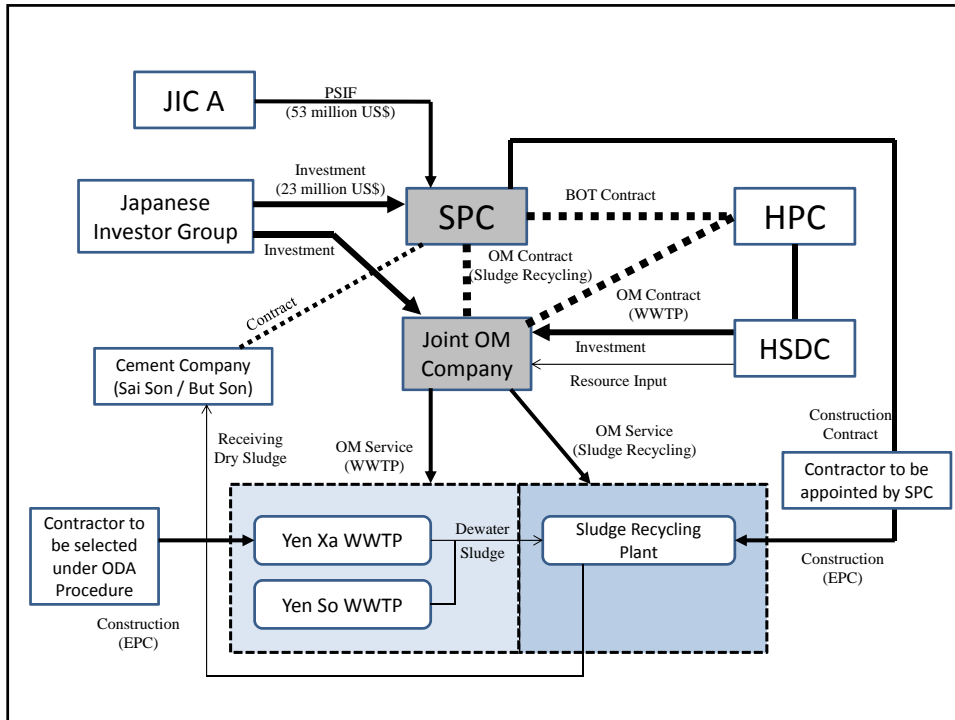 JIC A
PSIF
(53 million US$)
Investment
(23 million US$)
Japanese
Investor Group
Investment
SPC
BOT Contract
HPC
OM Contract
(Sludge Recycling)
OM Contract
(WWTP)
Contract
Joint OM
Company
Investment
Resource Input
HSDC
Cement Company
(Sai Son / But Son)
Receiving
Dry Sludge
OM Service
(WWTP)
OM Service
(Sludge Recycling)
Construction
Contract
Contractor to be
appointed by SPC
Contractor to
be selected
under ODA
Procedure
Yen Xa WWTP
Dewater
Sludge
Sludge Recycling
Plant
Yen So WWTP
Construction
(EPC)
Construction
(EPC)